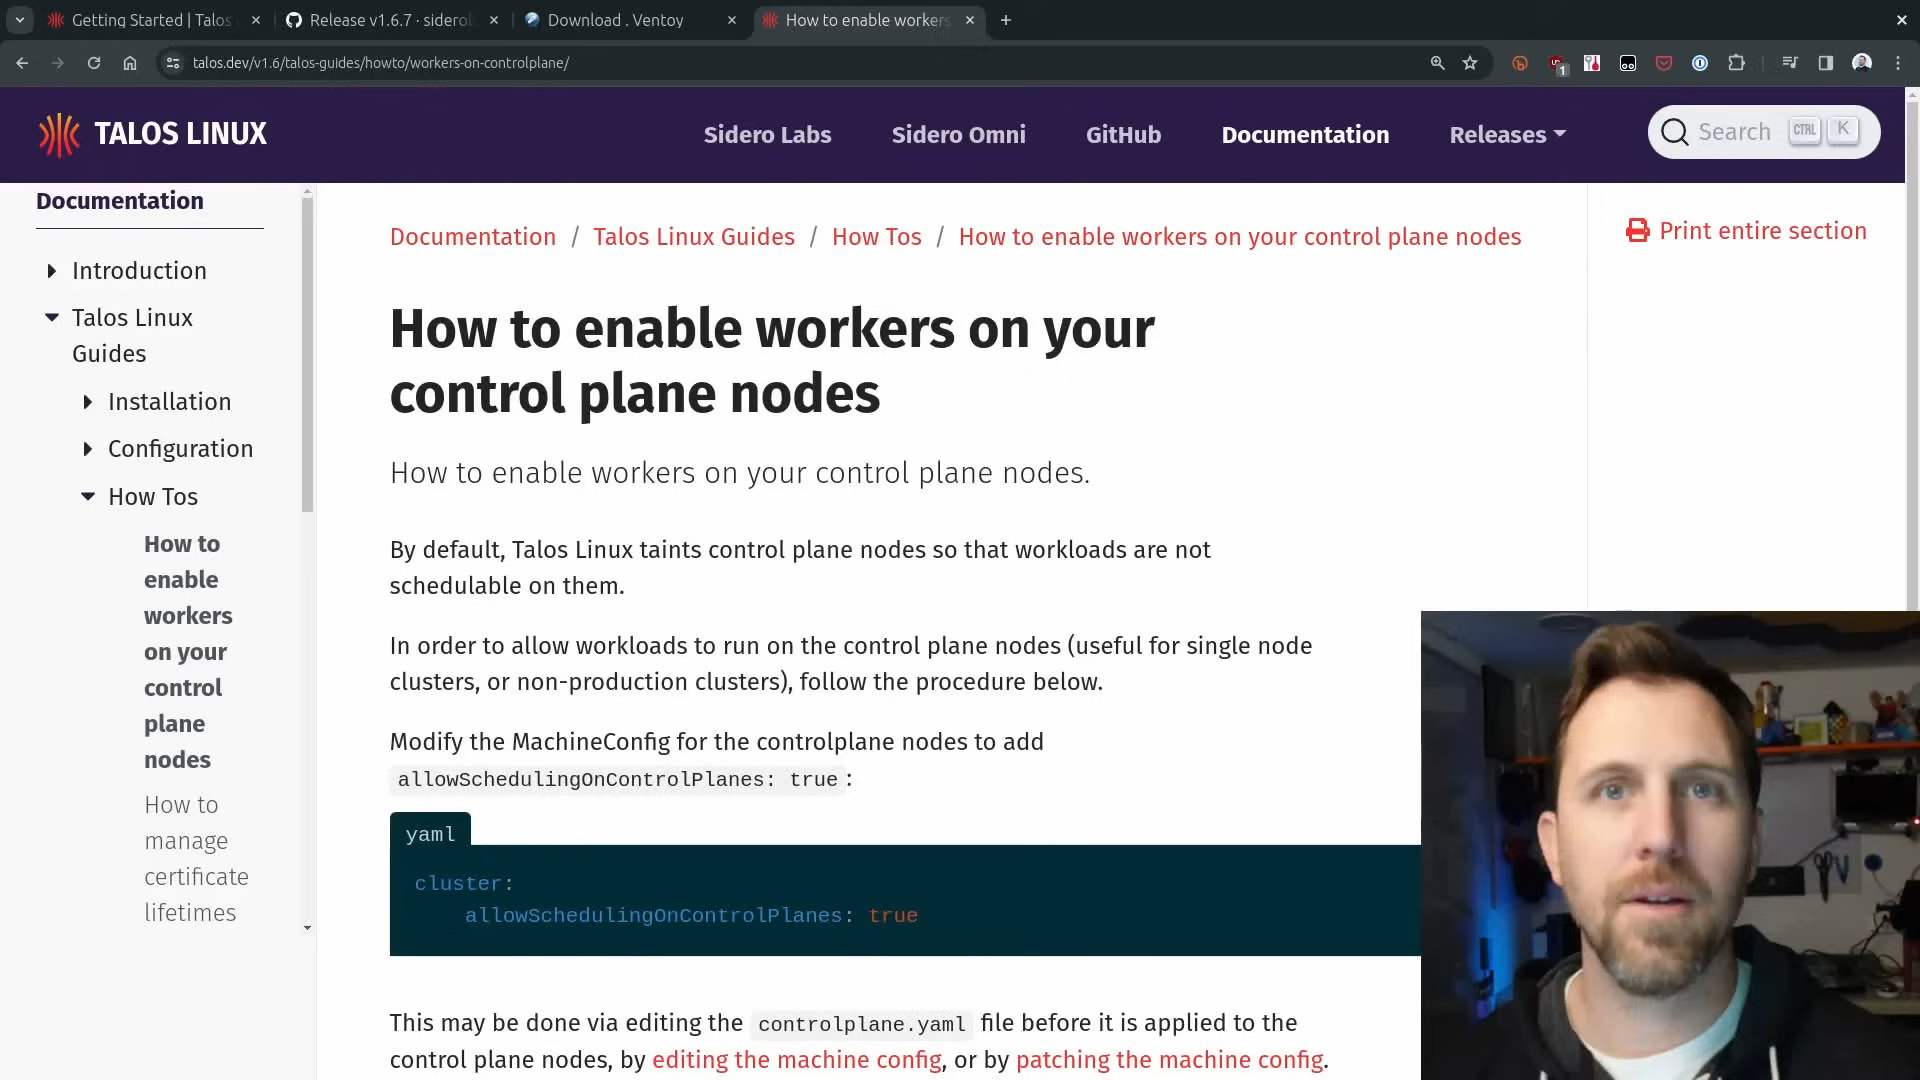 Getting Started | Talos
Release v1.6.7 · siderol
Download . Ventoy
How to enable workers
talos.dev/v1.6/talos-guides/howto/workers-on-controlplane/
1
TALOS LINUX
Sidero Labs
Sidero Omni
GitHub
Documentation
Releases
Search
CTRL
K
Documentation
Introduction
Talos Linux
Guides
Installation
Configuration
How Tos
How to
enable
workers
on your
control
plane
nodes
How to
manage
certificate
lifetimes
Documentation / Talos Linux Guides / How Tos / How to enable workers on your control plane nodes
Print entire section
How to enable workers on your
control plane nodes
How to enable workers on your control plane nodes.
By default, Talos Linux taints control plane nodes so that workloads are not
schedulable on them.
In order to allow workloads to run on the control plane nodes (useful for single node
clusters, or non-production clusters), follow the procedure below.
Modify the MachineConfig for the controlplane nodes to add
allowSchedulingOnControlPlanes: true:
yaml
cluster:
allowSchedulingOnControlPlanes: true
This may be done via editing the controlplane.yaml file before it is applied to the
control plane nodes, by editing the machine config, or by patching the machine config.